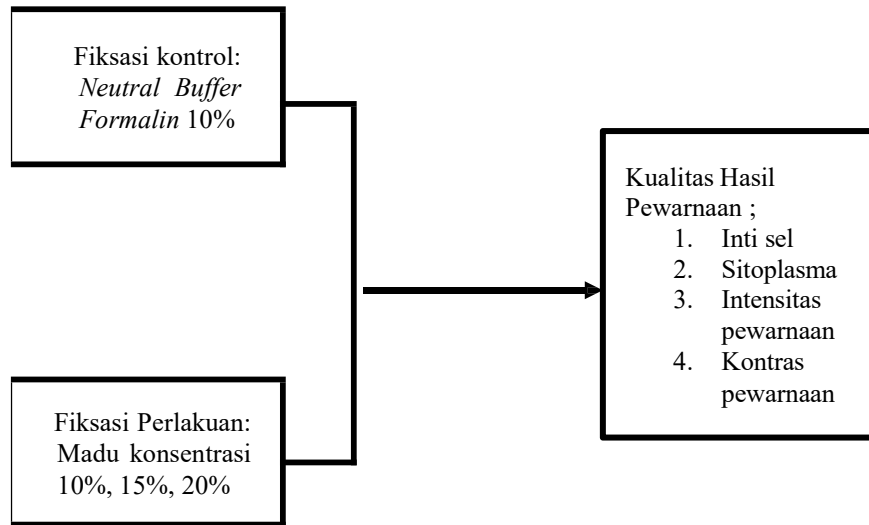 Fiksasi kontrol:
Neutral Buffer
Formalin 10%
Fiksasi Perlakuan:
Madu konsentrasi
10%, 15%, 20%
Kualitas Hasil
Pewarnaan ;
1. Inti sel
2. Sitoplasma
3. Intensitas
pewarnaan
4. Kontras
pewarnaan